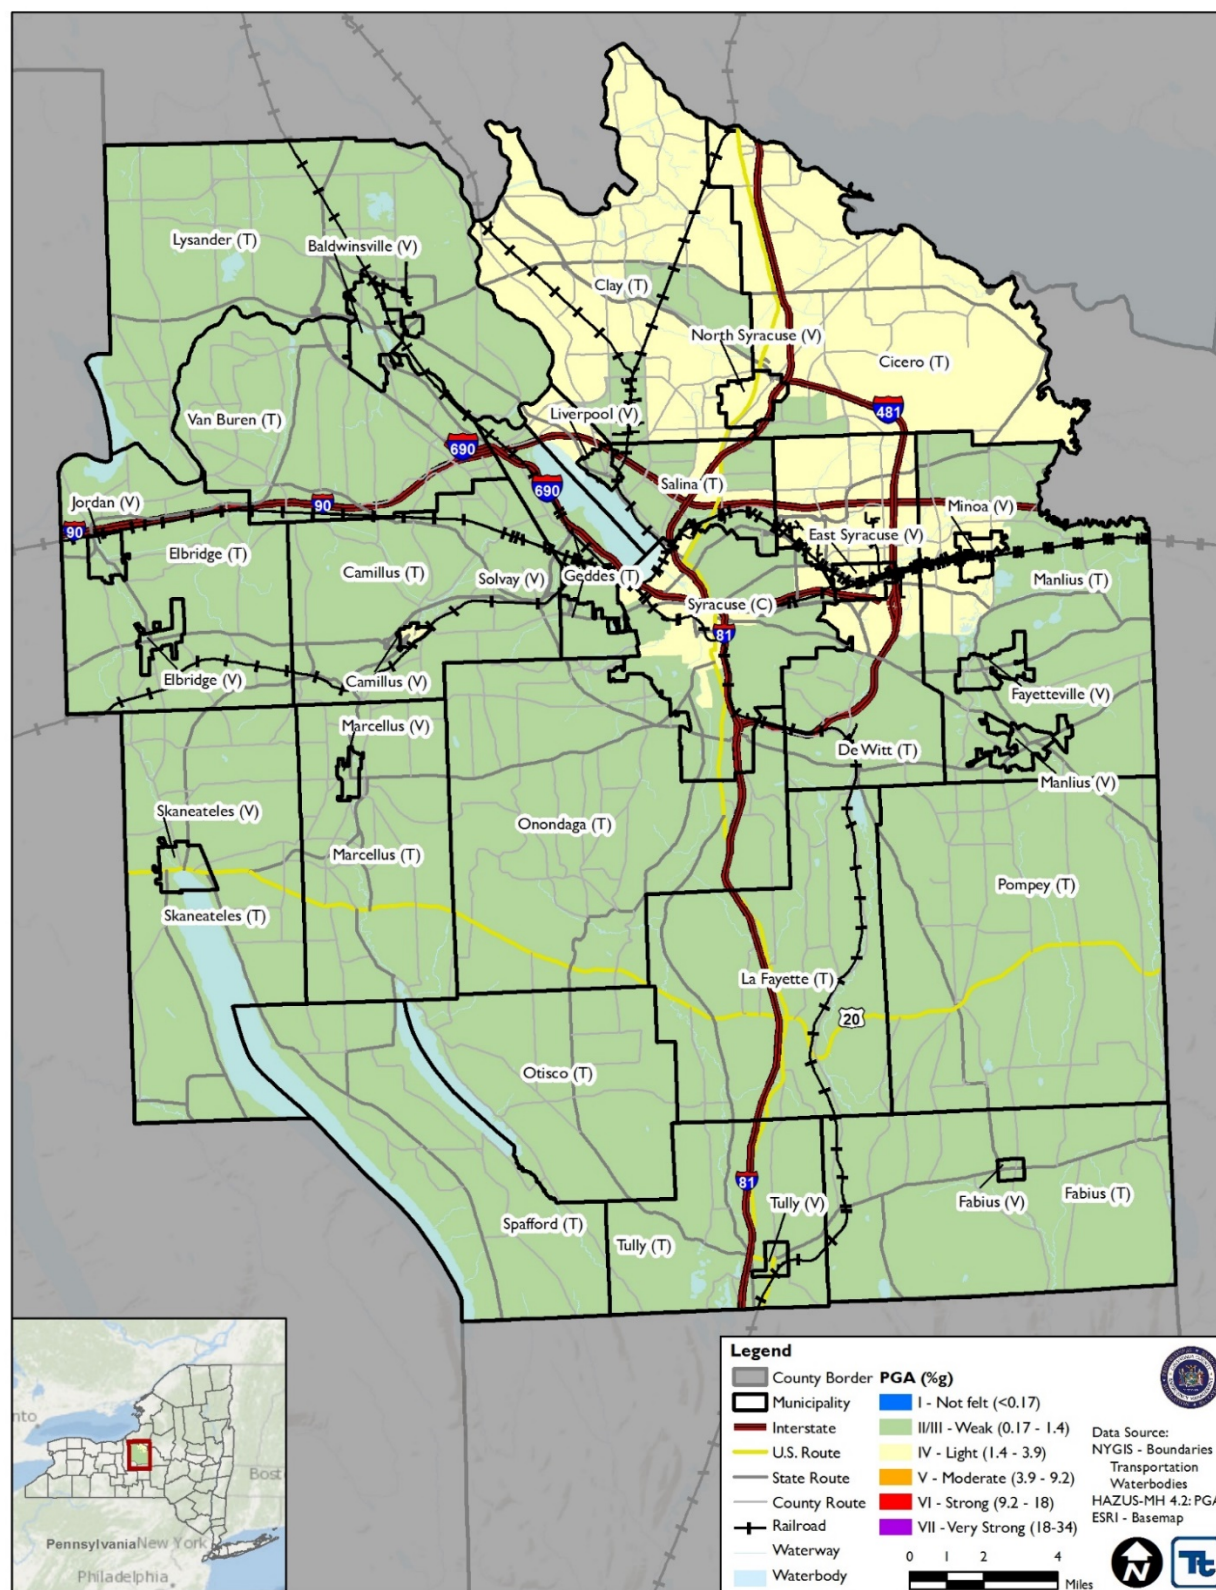 Lysander (T)
Baldwinsville (V)
Clay (T)
North Syracuse (V)
Cicero (T)
Van Buren (T)
Liverpool (V)
481
690
690
Salina (T)
Jordan (V)
90
90
Minoa (V)
East Syracuse (V)
Elbridge (T)
Camillus (T)
Solvay (V)
Geddes (T)
Manlius (T)
Syracuse (C)
81
Elbridge (V)
Camillus (V)
Fayetteville (V)
Marcellus (V)
De Witt (T)
Manlius (V)
Skaneateles (V)
Onondaga (T)
Marcellus (T)
Pompey (T)
Skaneateles (T)
La Fayette (T)
20
Otisco (T)
81
Tully (V)
Fabius (V)
Fabius (T)
Spafford (T)
Tully (T)
nto
Bost
Pennsylvania
New York
Philadelphia
Legend
County Border
Municipality
Interstate
U.S. Route
State Route
County Route
Railroad
Waterway
Waterbody
PGA (%g)
I - Not felt (<0.17)
II/III - Weak (0.17 - 1.4)
IV - Light (1.4 - 3.9)
V - Moderate (3.9 - 9.2)
VI - Strong (9.2 - 18)
VII - Very Strong (18-34)
0 1 2 4
Miles
Data Source:
NYGIS - Boundaries
Transportation
Waterbodies
HAZUS-MH 4.2: PGA
ESRI - Basemap
N
Tt